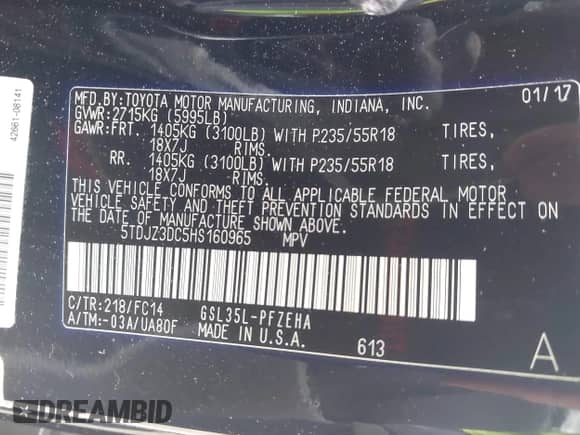 42661-08141
MFD.BY:TOYOTA MOTOR MANUFACTURING, INDIANA, INC. 01/17
GVWR:2715KG (5995LB)
GAWR:FRT. 1405KG (3100LB) WITH P235/55R18 TIRES,
18X7J RIMS.
RR. 1405KG (3100LB) WITH P235/55R18 TIRES,
18X7J RIMS.
THIS VEHICLE CONFORMS TO ALL APPLICABLE FEDERAL MOTOR
VEHICLE SAFETY AND THEFT PREVENTION STANDARDS IN EFFECT ON
THE DATE OF MANUFACTURE SHOWN ABOVE.
5TDJZ3DC5HS160965 MPV
C/TR:218/FC14 GSL35L-PFZEHA
A/TM:-03A/UA80F MADE IN U.S.A. 613 A
DREAMBID